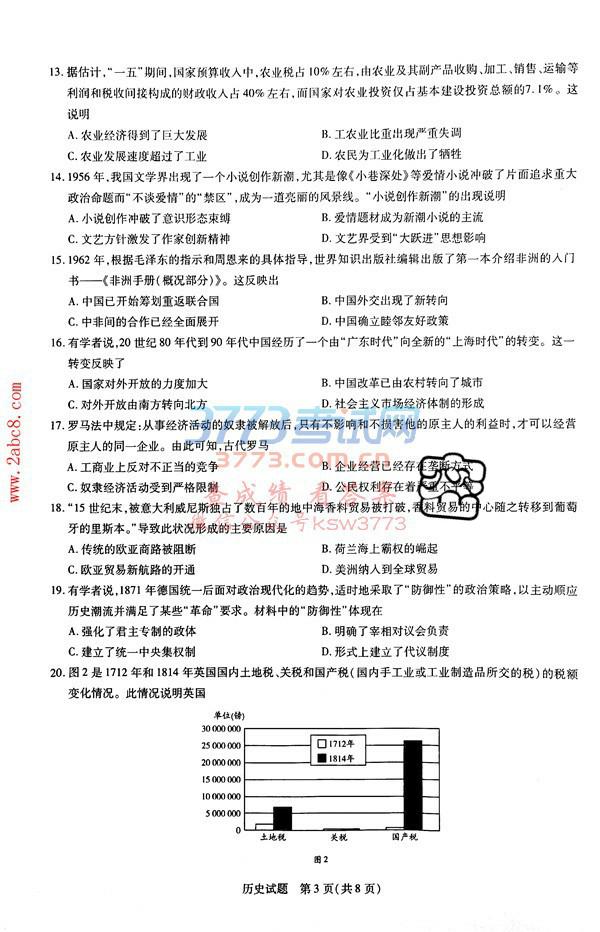 13. 据估计，“一五”期间，国家预算收入中，农业税占10%左右，由农业及其副产品收购、加工、销售、运输等
利润和税收间接构成的财政收入占40%左右，而国家对农业投资仅占基本建设投资总额的7.1%。这
说明
A. 农业经济得到了巨大发展 B. 工农业比重出现严重失调
C. 农业发展速度超过了工业 D. 农民为工业化做出了牺牲
14. 1956年，我国文学界出现了一个小说创作新潮，尤其是像《小巷深处》等爱情小说冲破了片面追求重大
政治命题而“不谈爱情”的“禁区”，成为一道亮丽的风景线。“小说创作新潮”的出现说明
A. 小说创作冲破了意识形态束缚 B. 爱情题材成为新潮小说的主流
C. 文艺方针激发了作家创新精神 D. 文艺界受到“大跃进”思想影响
15. 1962年，根据毛泽东的指示和周恩来的具体指导，世界知识出版社编辑出版了第一本介绍非洲的入门
书——《非洲手册(概况部分)》。这反映出
A. 中国已开始筹划重返联合国 B. 中国外交出现了新转向
C. 中非间的合作已经全面展开 D. 中国确立睦邻友好政策
16. 有学者说，20世纪80年代到90年代中国经历了一个由“广东时代”向全新的“上海时代”的转变。这一
转变反映了
A. 国家对外开放的力度加大 B. 中国改革已由农村转向了城市
C. 对外开放由南方转向北方 D. 社会主义市场经济体制的形成
17. 罗马法中规定：从事经济活动的奴隶被解放后，只有不影响和不损害他的原主人的利益时，才可以经营
原主人的同一企业。由此可知，古代罗马
A. 工商业上反对不正当的竞争 B. 企业经营已经存在垄断方式
C. 奴隶经济活动受到严格限制 D. 公民权利存在着严重不平等
18. “15世纪末，被意大利威尼斯独占了数百年的地中海香料贸易被打破，香料贸易的中心随之转移到葡萄
牙的里斯本。”导致此状况形成的主要原因是
A. 传统的欧亚商路被阻断 B. 荷兰海上霸权的崛起
C. 欧亚贸易新航路的开通 D. 美洲纳入到全球贸易
19. 有学者说，1871年德国统一后面对政治现代化的趋势，适时地采取了“防御性”的政治策略，以主动顺应
历史潮流并满足了某些“革命”要求。材料中的“防御性”体现在
A. 强化了君主专制的政体 B. 明确了宰相对议会负责
C. 建立了统一中央集权制 D. 形式上建立了代议制度
20. 图2是1712年和1814年英国国内土地税、关税和国产税(国内手工业或工业制造品所交的税)的税额
变化情况。此情况说明英国
单位(镑)
30 000 000
25 000 000
20 000 000
15 000 000
10 000 000
5 000 000
0
1712年
1814年
土地税 关税 国产税
图2
历史试题 第3页(共8页)
www.2abc8.com
3773考试网
www.3773.com.cn
查成绩 看答案
微信公众号ksw3773